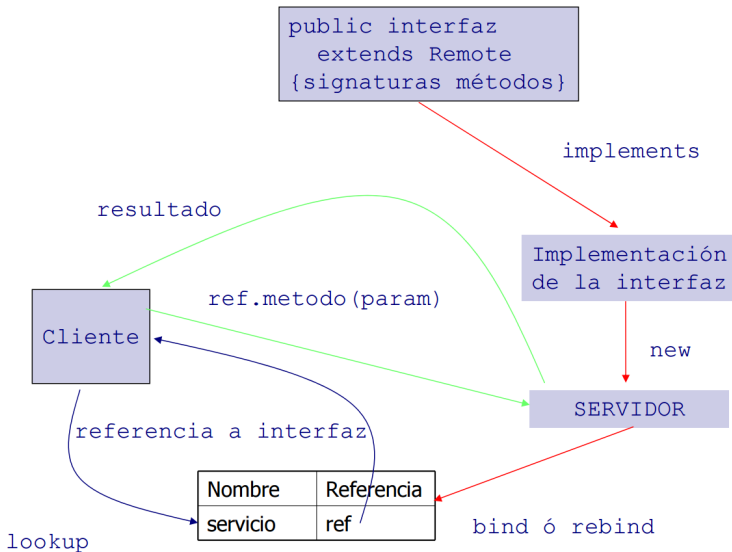 public interfaz
extends Remote
{signaturas métodos}
implements
resultado
Implementación
de la interfaz
ref.metodo(param)
Cliente
new
SERVIDOR
referencia a interfaz
Nombre Referencia
servicio ref
bind ó rebind
lookup